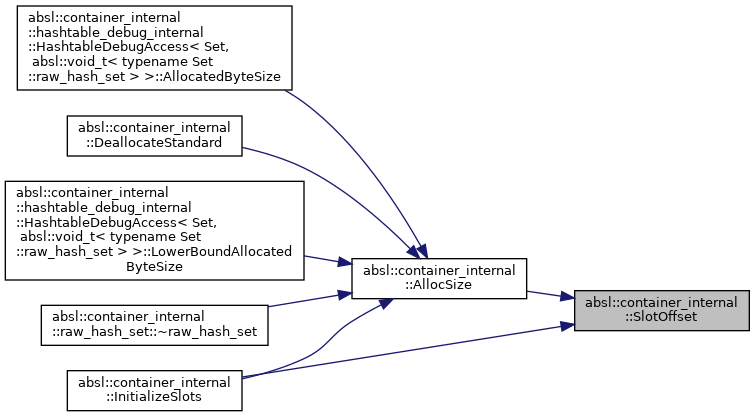 absl::container_internal
::hashtable_debug_internal
::HashtableDebugAccess< Set,
absl::void_t< typename Set
::raw_hash_set > >::AllocatedByteSize
absl::container_internal
::DeallocateStandard
absl::container_internal
::hashtable_debug_internal
::HashtableDebugAccess< Set,
absl::void_t< typename Set
::raw_hash_set > >::LowerBoundAllocated
ByteSize
absl::container_internal
::AllocSize
absl::container_internal
::SlotOffset
absl::container_internal
::raw_hash_set::~raw_hash_set
absl::container_internal
::InitializeSlots